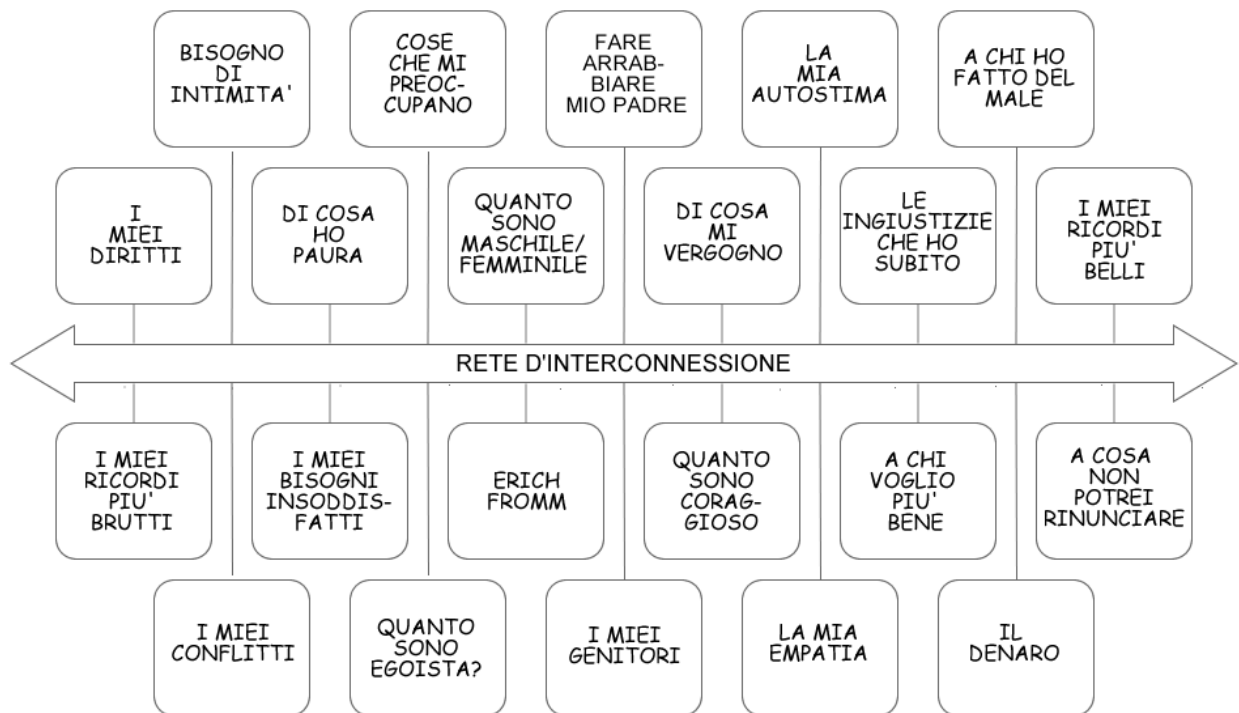 BISOGNO
DI
INTIMITA'
COSE
CHE MI
PREOC-
CUPANO
FARE
ARRAB-
BIARE
MIO PADRE
LA
MIA
AUTOSTIMA
A CHI HO
FATTO DEL
MALE
I
MIEI
DIRITTI
DI COSA
HO
PAURA
QUANTO
SONO
MASCHILE/
FEMMINILE
DI COSA
MI
VERGOGNO
LE
INGIUSTIZIE
CHE HO
SUBITO
I MIEI
RICORDI
PIU'
BELLI
RETE D'INTERCONNESSIONE
I MIEI
RICORDI
PIU'
BRUTTI
I MIEI
BISOGNI
INSODDIS-
FATTI
ERICH
FROMM
QUANTO
SONO
CORAG-
GIOSO
A CHI
VOGLIO
PIU'
BENE
A COSA
NON
POTREI
RINUNCIARE
I MIEI
CONFLITTI
QUANTO
SONO
EGOISTA?
I MIEI
GENITORI
LA MIA
EMPATIA
IL
DENARO